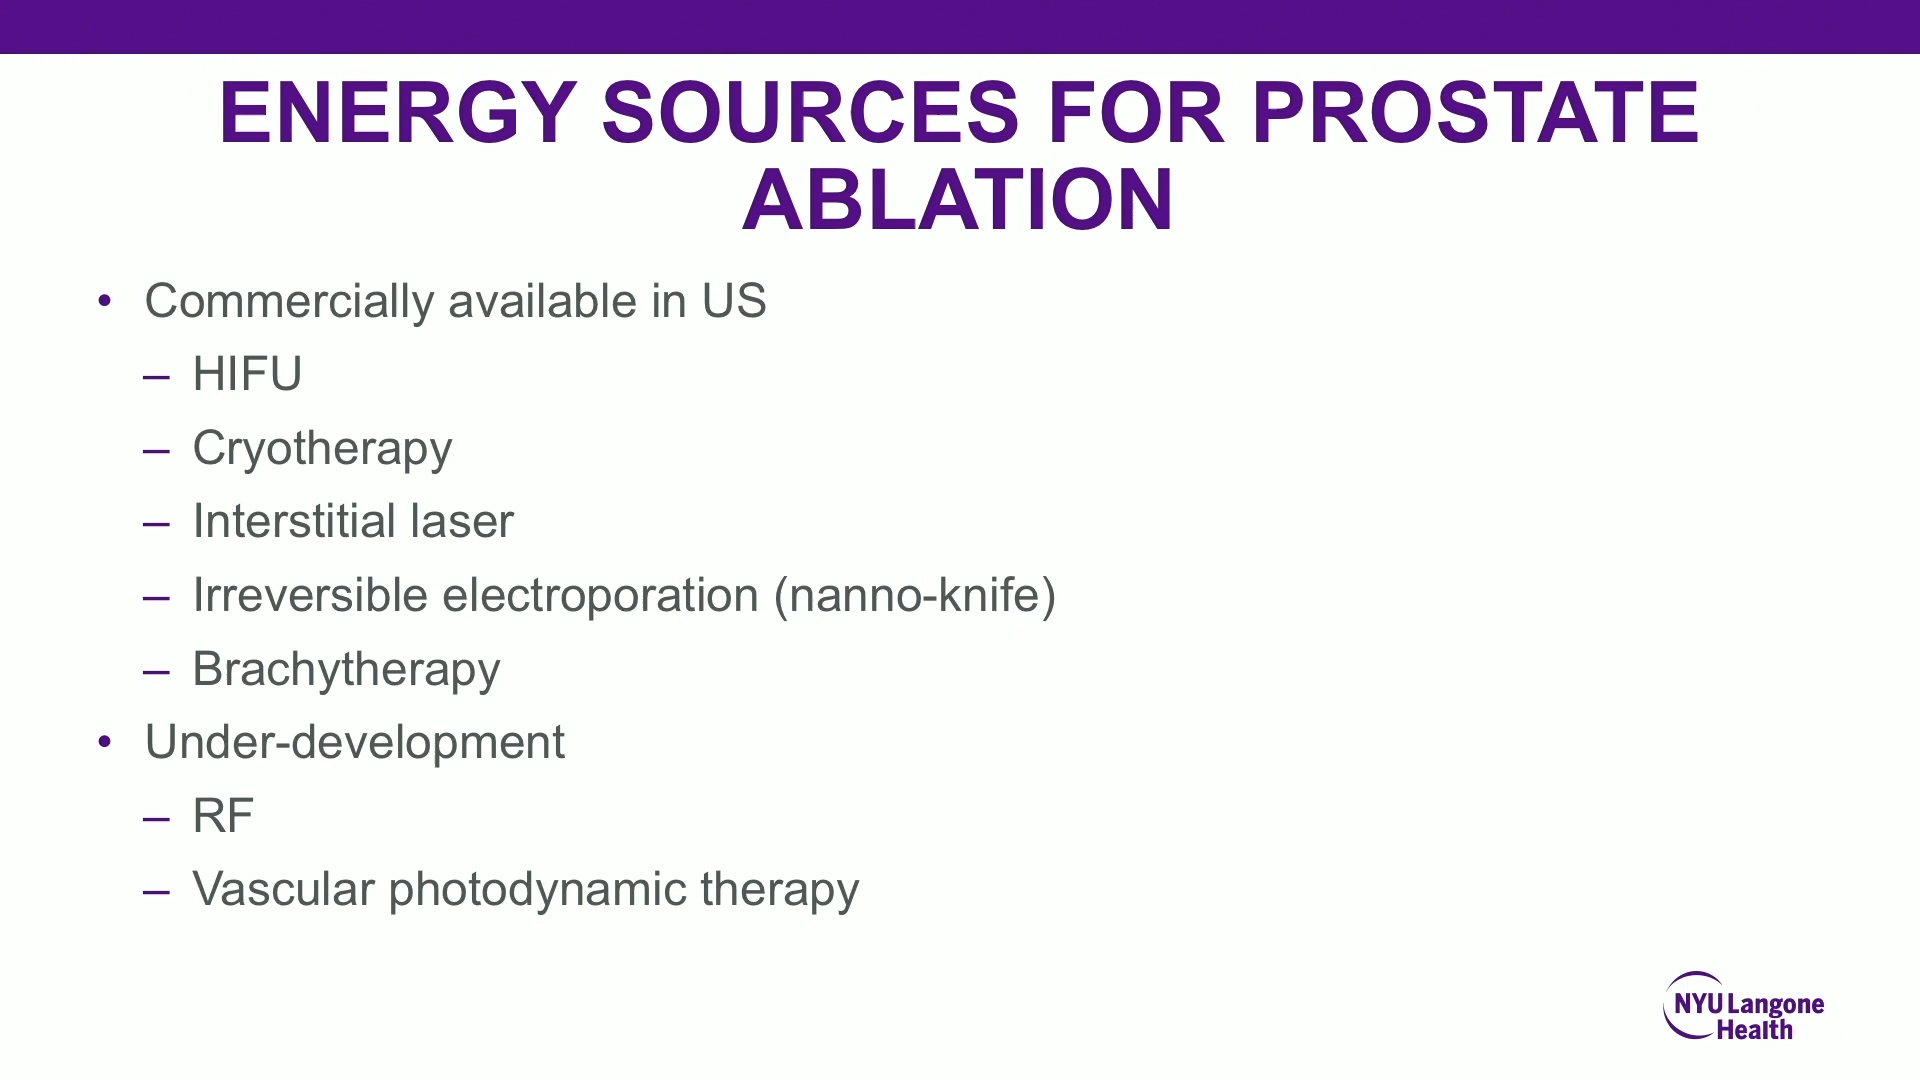 ENERGY SOURCES FOR PROSTATE
ABLATION
• Commercially available in US
– HIFU
– Cryotherapy
– Interstitial laser
– Irreversible electroporation (nanno-knife)
– Brachytherapy
• Under-development
– RF
– Vascular photodynamic therapy
NYU Langone
Health